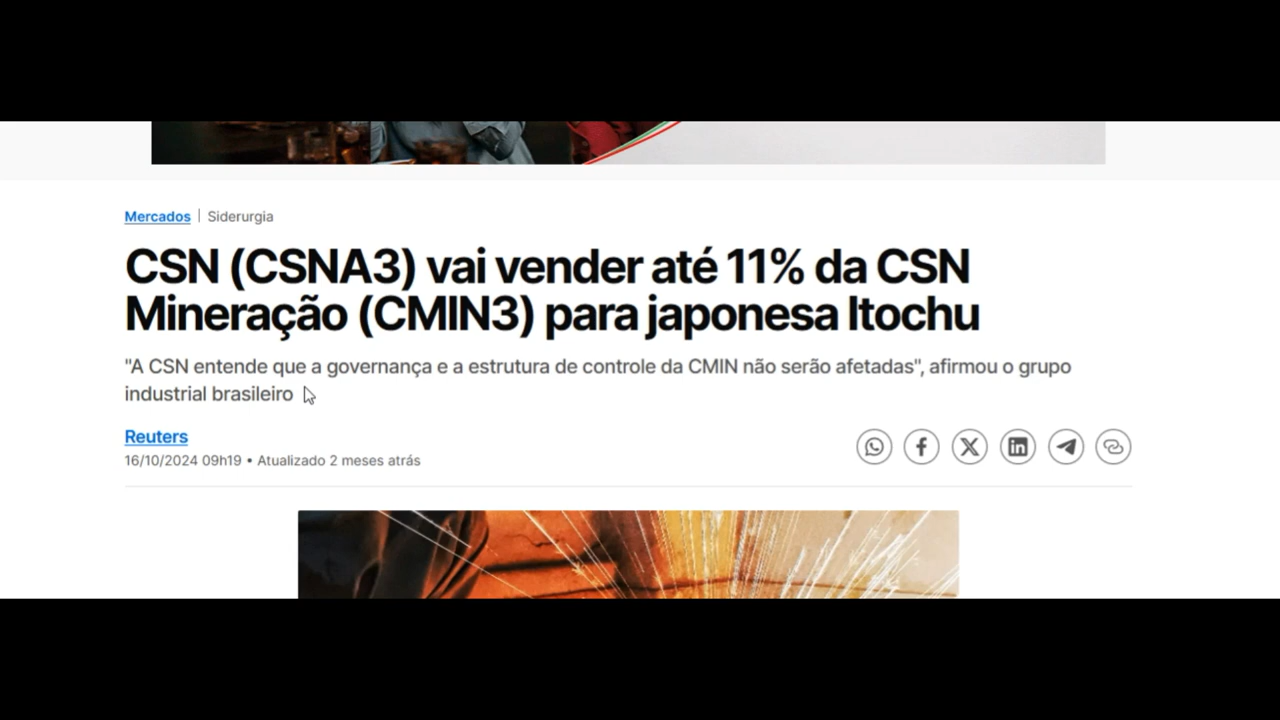 Mercados | Siderurgia
CSN (CSNA3) vai vender até 11% da CSN
Mineração (CMIN3) para japonesa Itochu
"A CSN entende que a governança e a estrutura de controle da CMIN não serão afetadas", afirmou o grupo
industrial brasileiro
Reuters
16/10/2024 09h19 • Atualizado 2 meses atrás